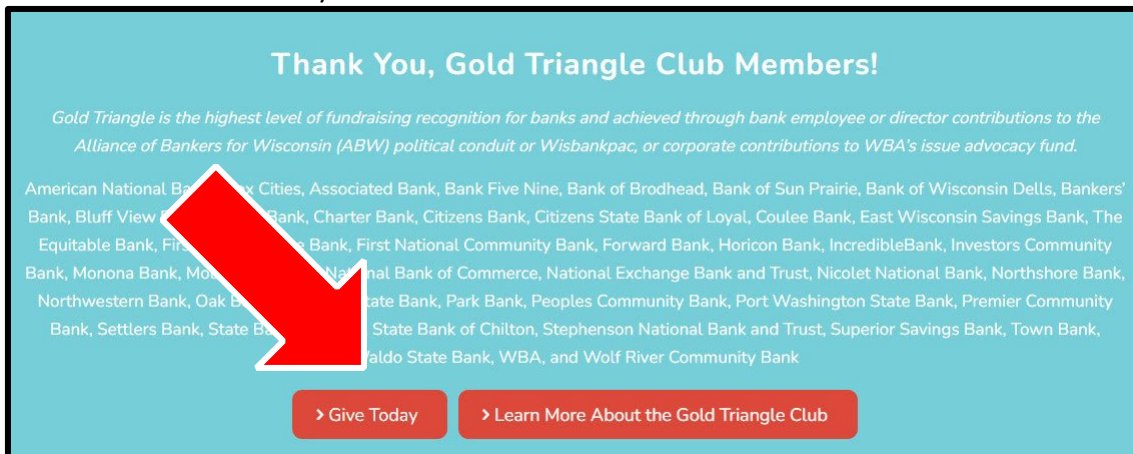 Thank You, Gold Triangle Club Members!
Gold Triangle is the highest level of fundraising recognition for banks and achieved through bank employee or director contributions to the
Alliance of Bankers for Wisconsin (ABW) political conduit or Wisbankpac, or corporate contributions to WBA's issue advocacy fund.
American National Cities, Associated Bank, Bank Five Nine, Bank of Brodhead, Bank of Sun Prairie, Bank of Wisconsin Dells, Bankers'
Bank, Bluff View Bank, Charter Bank, Citizens Bank, Citizens State Bank of Loyal, Coulee Bank, East Wisconsin Savings Bank, The
Equitable Bank, Bank, First National Community Bank, Forward Bank, Horicon Bank, IncredibleBank, Investors Community
Bank, Monona Bank, National Bank of Commerce, National Exchange Bank and Trust, Nicolet National Bank, Northshore Bank,
Northwestern Bank, Oak State Bank, Park Bank, Peoples Community Bank, Port Washington State Bank, Premier Community
Bank, Settlers Bank, State State Bank of Chilton, Stephenson National Bank and Trust, Superior Savings Bank, Town Bank,
State Bank, WBA, and Wolf River Community Bank
> Give Today
> Learn More About the Gold Triangle Club